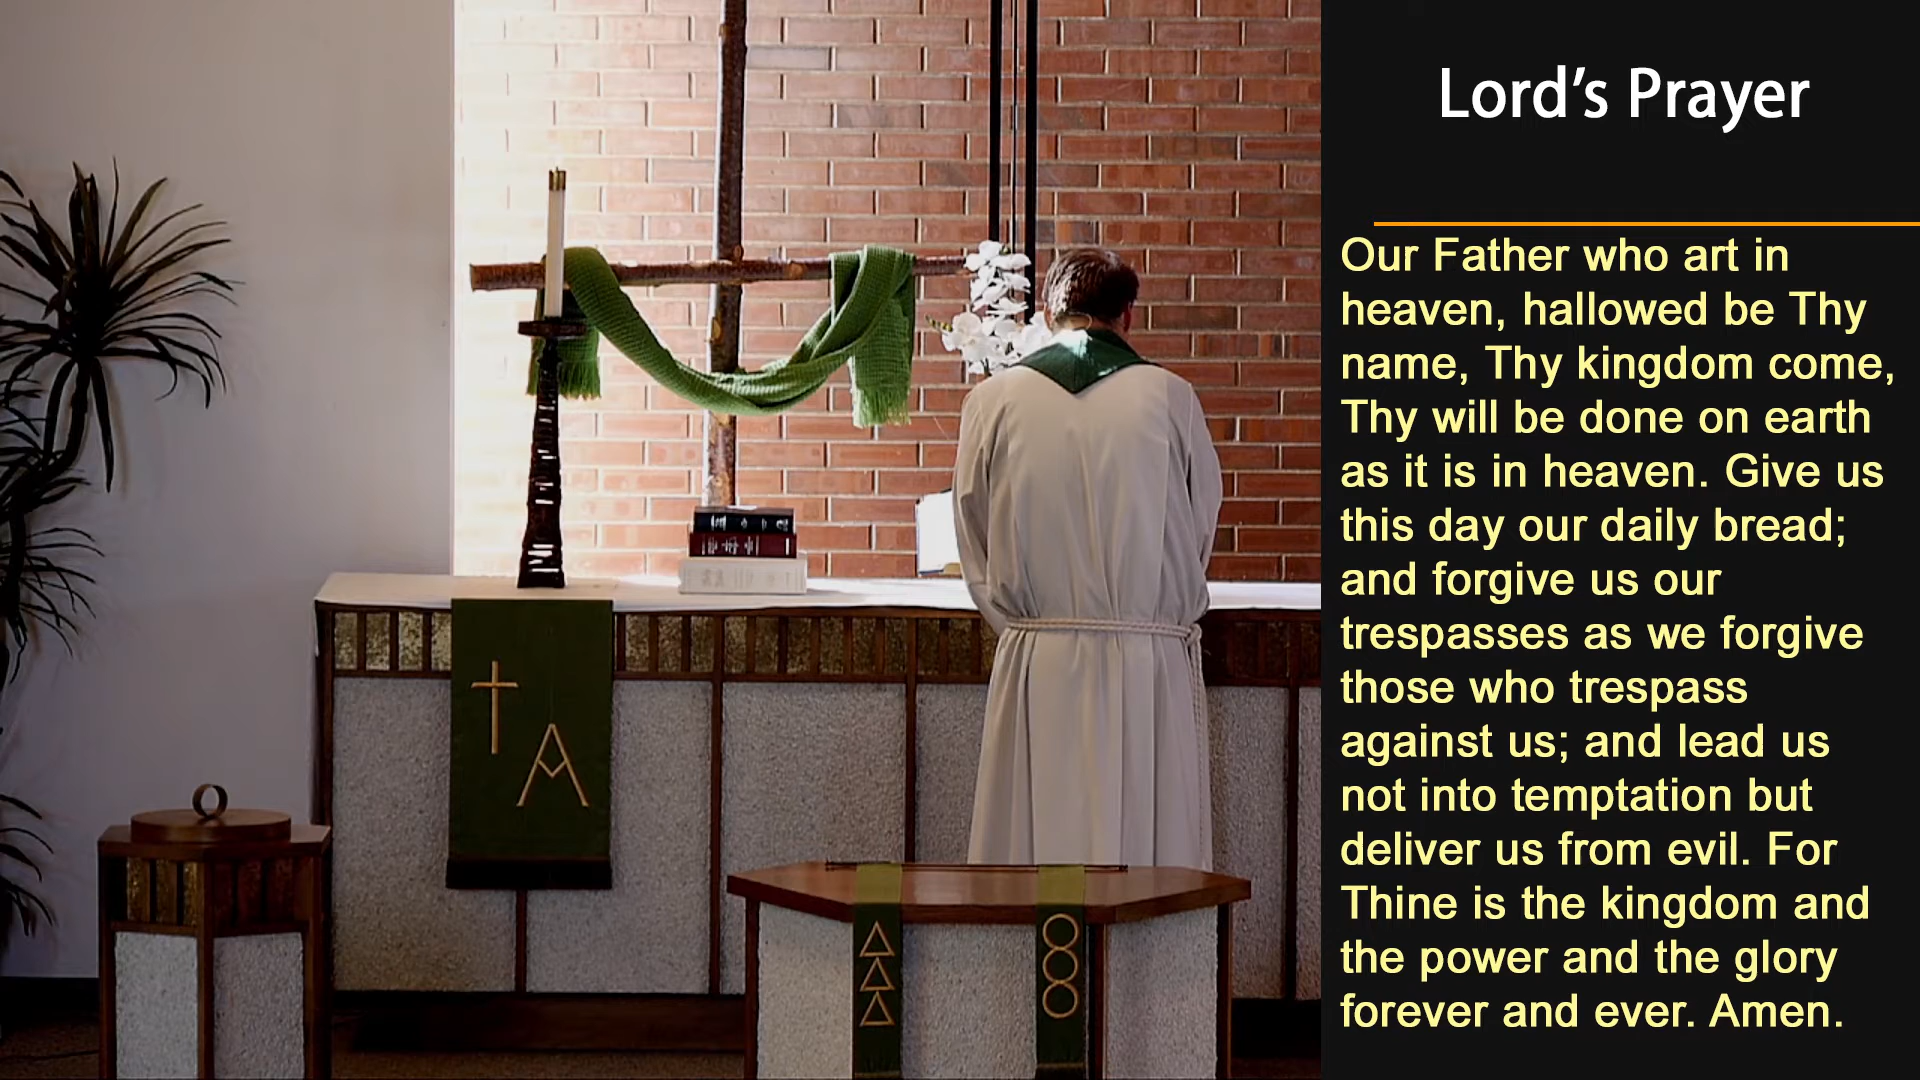 Lord's Prayer
Our Father who art in
heaven, hallowed be Thy
name, Thy kingdom come,
Thy will be done on earth
as it is in heaven. Give us
this day our daily bread;
and forgive us our
trespasses as we forgive
those who trespass
against us; and lead us
not into temptation but
deliver us from evil. For
Thine is the kingdom and
the power and the glory
forever and ever. Amen.